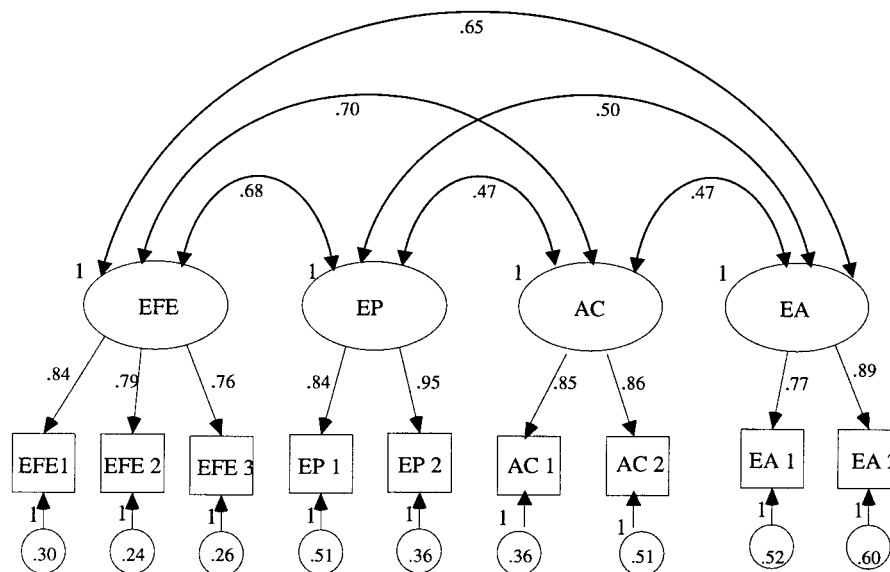 .65
.70
.50
.68
.47
.47
1
1
1
1
EFE
EP
AC
EA
.84
.79
.76
.84
.95
.85
.86
.77
.89
EFE1
EFE 2
EFE 3
EP 1
EP 2
AC 1
AC 2
EA 1
EA 2
1
1
1
1
1
1
1
1
1
.30
.24
.26
.51
.36
.36
.51
.52
.60